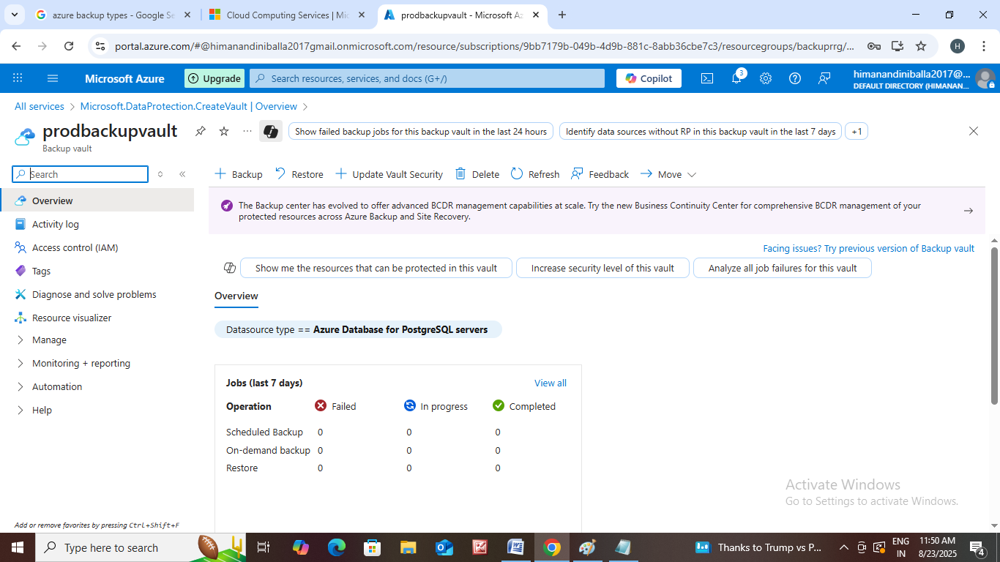 azure backup types - Google Se
Cloud Computing Services | Mic
prodbackupvault - Microsoft Az
portal.azure.com/#@himanandiniballa2017gmail.onmicrosoft.com/resource/subscriptions/9bb7179b-049b-4d9b-881c-8abb36cbe7c3/resourcegroups/backuprrg/...
H
Microsoft Azure
Upgrade
Search resources, services, and docs (G+/)
Copilot
3
himanandiniballa2017@...
DEFAULT DIRECTORY (HIMANAN...
All services > Microsoft.DataProtection.CreateVault | Overview >
prodbackupvault
Backup vault
Show failed backup jobs for this backup vault in the last 24 hours
Identify data sources without RP in this backup vault in the last 7 days
+1
Search
Backup
Restore
Update Vault Security
Delete
Refresh
Feedback
Move
Overview
Activity log
Access control (IAM)
Tags
Diagnose and solve problems
Resource visualizer
Manage
Monitoring + reporting
Automation
Help
Add or remove favorites by pressing Ctrl+Shift+F
The Backup center has evolved to offer advanced BCDR management capabilities at scale. Try the new Business Continuity Center for comprehensive BCDR management of your
protected resources across Azure Backup and Site Recovery.
Facing issues? Try previous version of Backup vault
Show me the resources that can be protected in this vault
Increase security level of this vault
Analyze all job failures for this vault
Overview
Datasource type == Azure Database for PostgreSQL servers
Jobs (last 7 days) View all
Operation Failed In progress Completed
Scheduled Backup 0 0 0
On-demand backup 0 0 0
Restore 0 0 0
Activate Windows
Go to Settings to activate Windows.
Type here to search
Thanks to Trump vs P...
ENG
IN
11:50 AM
8/23/2025
4